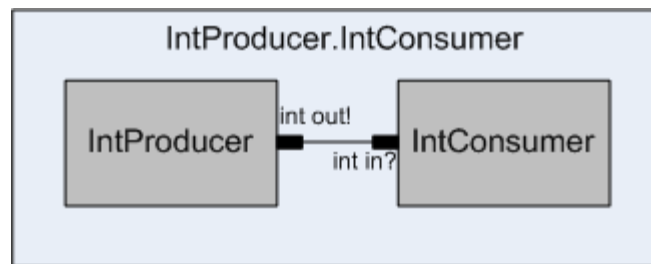 IntProducer.IntConsumer
IntProducer
int out!
int in?
IntConsumer